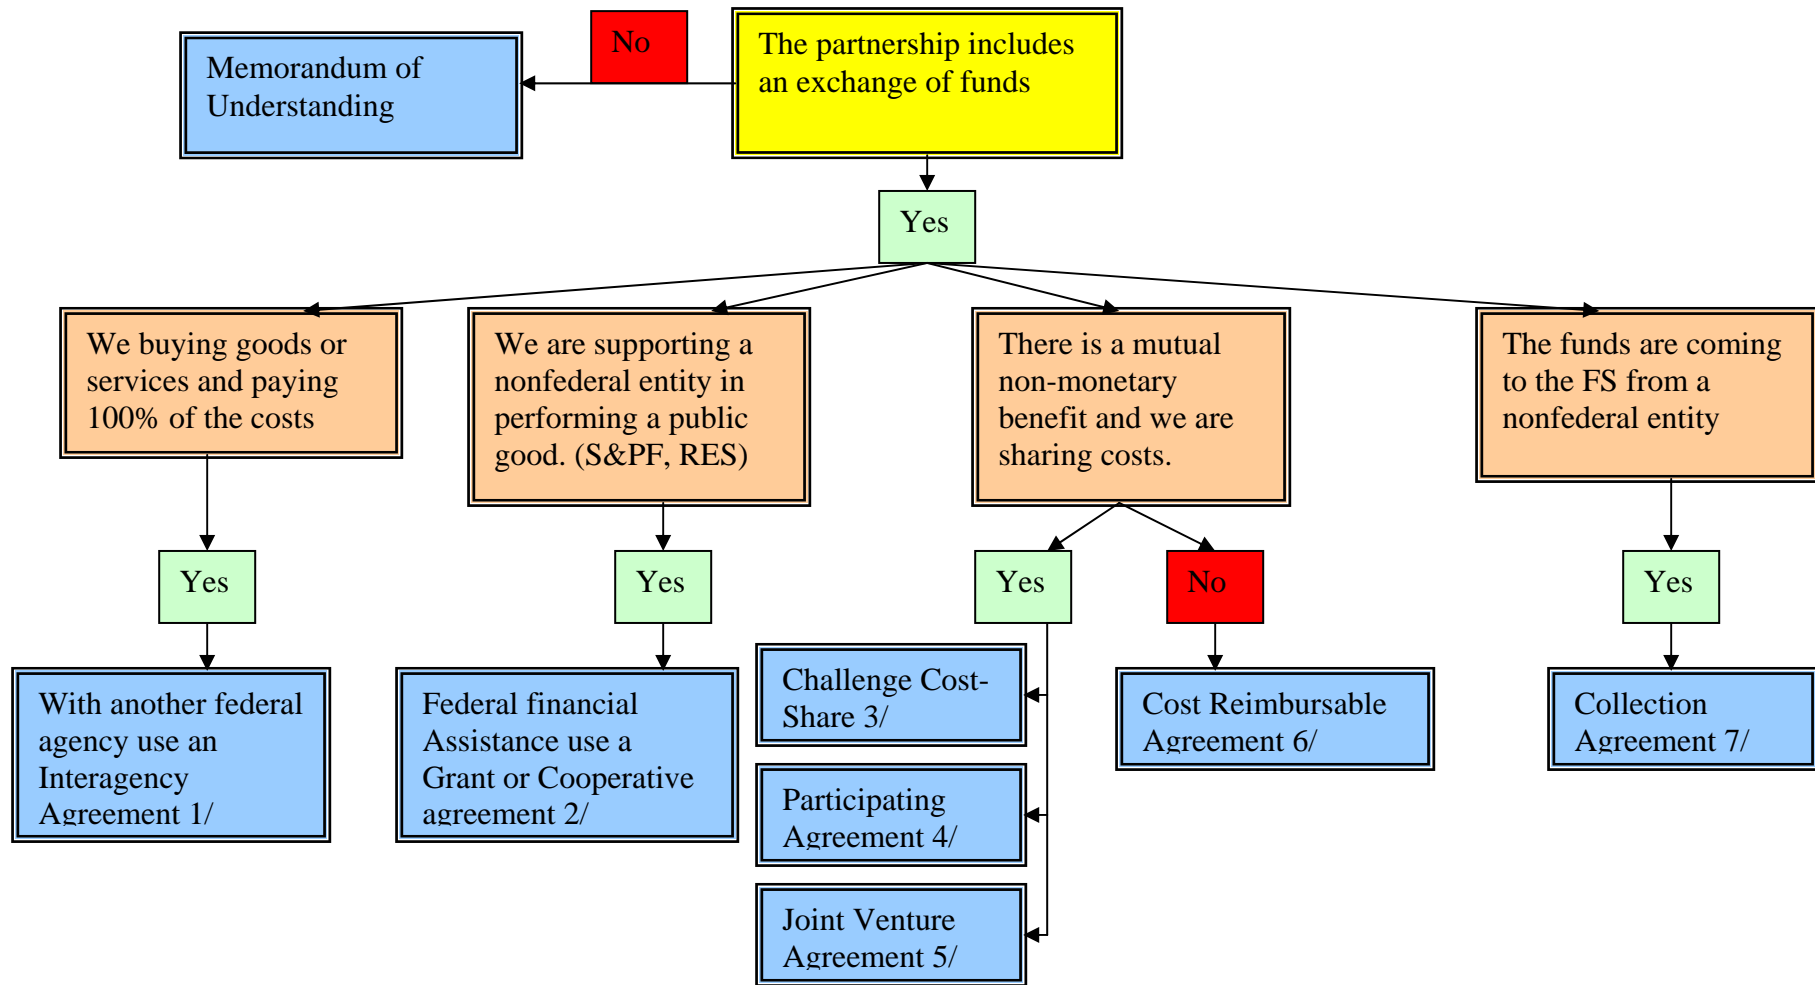 Memorandum of
Understanding
No
The partnership includes
an exchange of funds
Yes
We buying goods or
services and paying
100% of the costs
We are supporting a
nonfederal entity in
performing a public
good. (S&PF, RES)
There is a mutual
non-monetary
benefit and we are
sharing costs.
The funds are coming
to the FS from a
nonfederal entity
Yes
Yes
Yes
No
Yes
With another federal
agency use an
Interagency
Agreement 1/
Federal financial
Assistance use a
Grant or Cooperative
agreement 2/
Challenge Cost-
Share 3/
Participating
Agreement 4/
Joint Venture
Agreement 5/
Cost Reimbursable
Agreement 6/
Collection
Agreement 7/